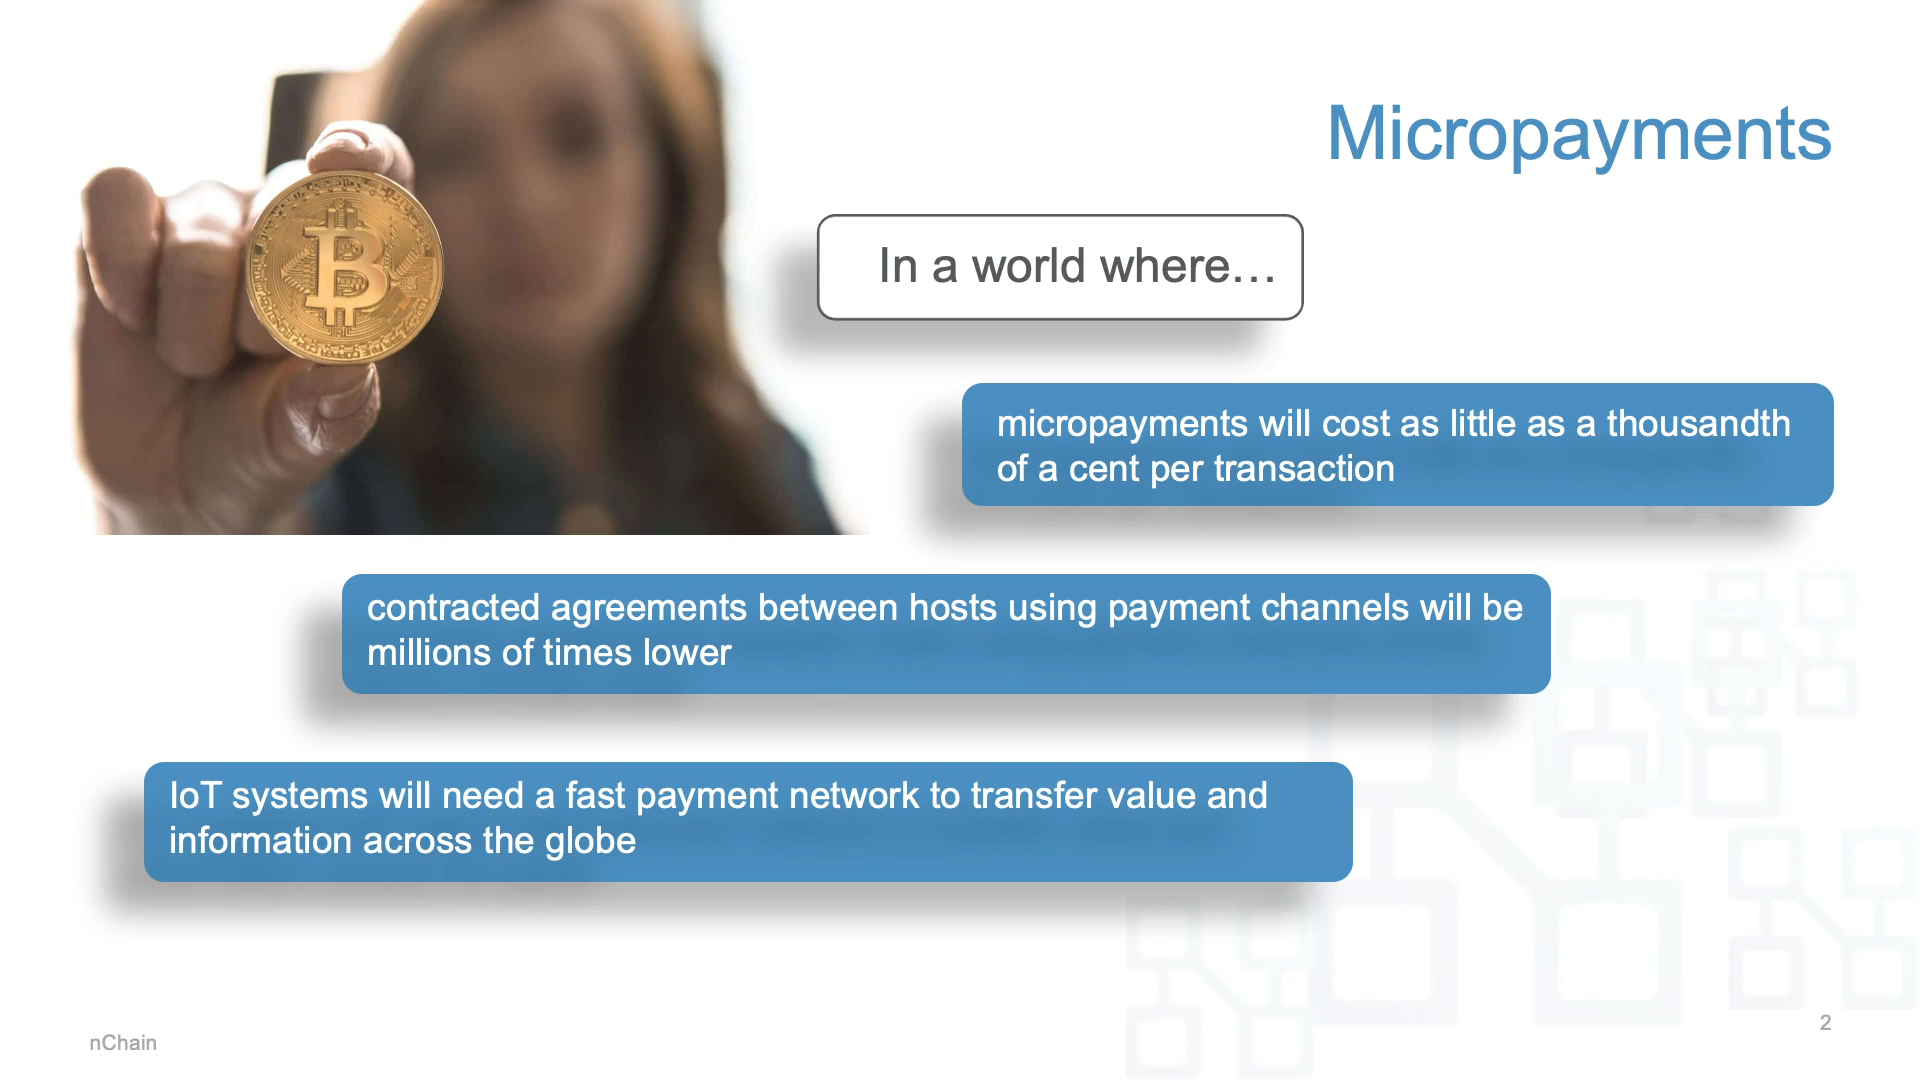 Micropayments
In a world where…
micropayments will cost as little as a thousandth
of a cent per transaction
contracted agreements between hosts using payment channels will be
millions of times lower
IoT systems will need a fast payment network to transfer value and
information across the globe
nChain
2